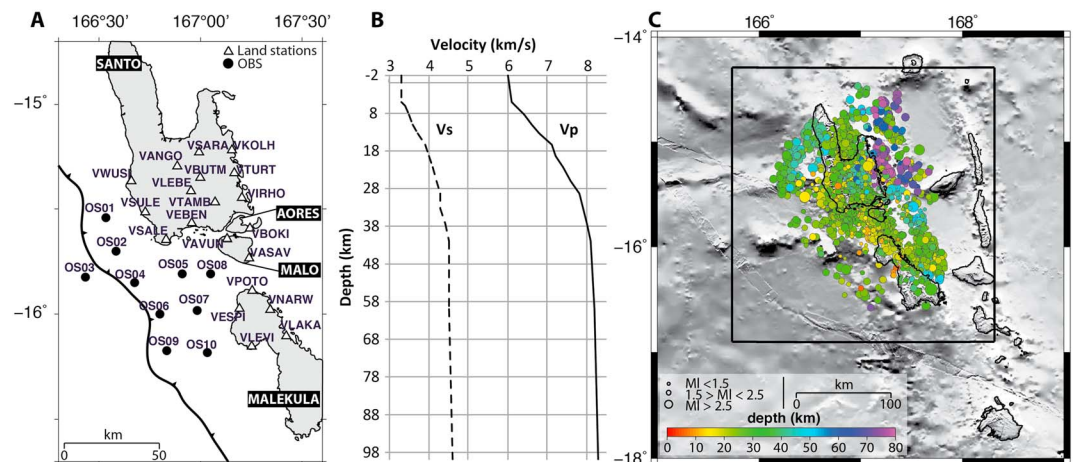 A
166°30'
167°00'
167°30'
Land stations
OBS
SANTO
−15°
VSARA
VKOLH
VANGO
VBUTM
VTURT
VWUSI
VLEBE
VIRHO
VSULE
VTAMB
OS01
VEBEN
AORES
VSALE
VBOKI
OS02
VAVUN
VASAV
OS03
OS04
OS05
OS08
MALO
VPOTO
−16°
OS06
OS07
VNARW
VESPI
VLAKA
OS09
OS10
VLEVI
MALEKULA
km
0
50
B
Velocity (km/s)
3 4 5 6 7 8
-2
8
18
28
38
48
58
68
78
88
98
Depth (km)
Vs
Vp
C
166°
168°
−14°
−16°
−18°
Ml <1.5
1.5 > Ml < 2.5
Ml > 2.5
km
0
100
depth (km)
0 10 20 30 40 50 60 70 80